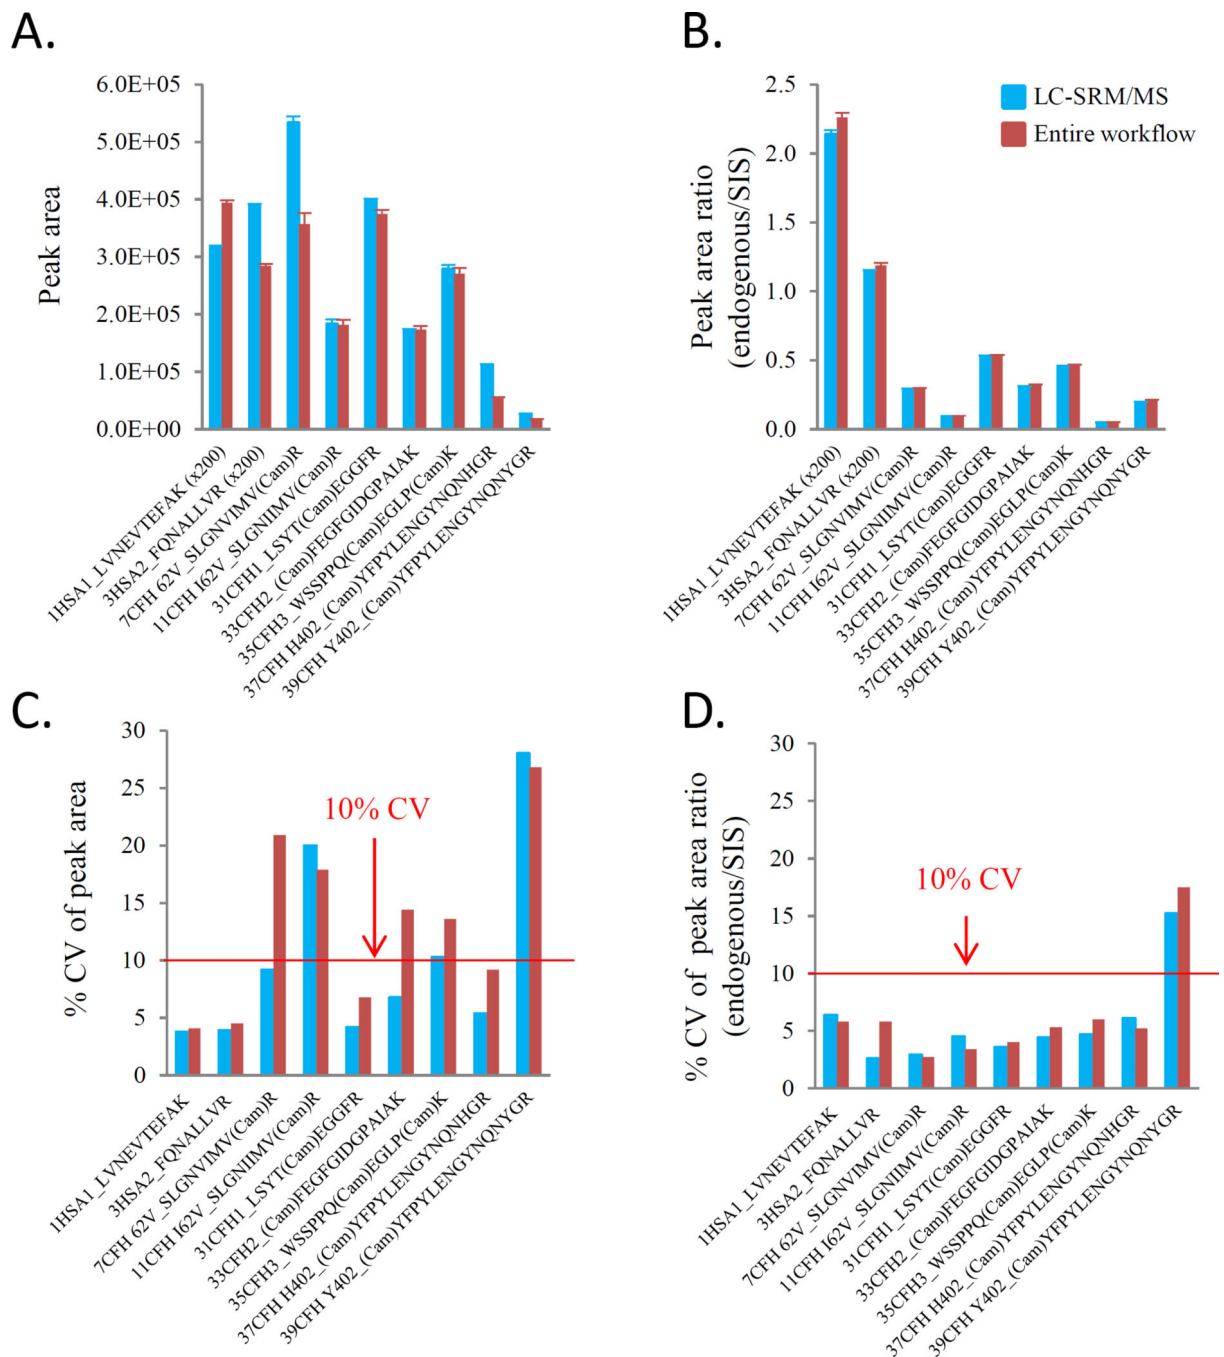 A.
Peak area
6.0E+05
5.0E+05
4.0E+05
3.0E+05
2.0E+05
1.0E+05
0.0E+00
1HSA1_LVNEVTEFAK (x200)
3HSA2_FQNALLVR (x200)
7CFH 62V_SLGNVIMV(Cam)R
11CFH I62V_SLGNIIMV(Cam)R
31CFH1_LSYT(Cam)EGGFR
33CFH2_(Cam)FEGFGIDGPAIAK
35CFH3_WSSPPQ(Cam)EGLP(Cam)K
37CFH H402_(Cam)YFPYLENGYNQNHGR
39CFH Y402_(Cam)YFPYLENGYNQNYGR
B.
Peak area ratio
(endogenous/SIS)
2.5
2.0
1.5
1.0
0.5
0.0
LC-SRM/MS
Entire workflow
1HSA1_LVNEVTEFAK (x200)
3HSA2_FQNALLVR (x200)
7CFH 62V_SLGNVIMV(Cam)R
11CFH I62V_SLGNIIMV(Cam)R
31CFH1_LSYT(Cam)EGGFR
33CFH2_(Cam)FEGFGIDGPAIAK
35CFH3_WSSPPQ(Cam)EGLP(Cam)K
37CFH H402_(Cam)YFPYLENGYNQNHGR
39CFH Y402_(Cam)YFPYLENGYNQNYGR
C.
% CV of peak area
30
25
20
15
10
5
0
10% CV
1HSA1_LVNEVTEFAK
3HSA2_FQNALLVR
7CFH 62V_SLGNVIMV(Cam)R
11CFH I62V_SLGNIIMV(Cam)R
31CFH1_LSYT(Cam)EGGFR
33CFH2_(Cam)FEGFGIDGPAIAK
35CFH3_WSSPPQ(Cam)EGLP(Cam)K
37CFH H402_(Cam)YFPYLENGYNQNHGR
39CFH Y402_(Cam)YFPYLENGYNQNYGR
D.
% CV of peak area ratio
(endogenous/SIS)
30
25
20
15
10
5
0
10% CV
1HSA1_LVNEVTEFAK
3HSA2_FQNALLVR
7CFH 62V_SLGNVIMV(Cam)R
11CFH I62V_SLGNIIMV(Cam)R
31CFH1_LSYT(Cam)EGGFR
33CFH2_(Cam)FEGFGIDGPAIAK
35CFH3_WSSPPQ(Cam)EGLP(Cam)K
37CFH H402_(Cam)YFPYLENGYNQNHGR
39CFH Y402_(Cam)YFPYLENGYNQNYGR